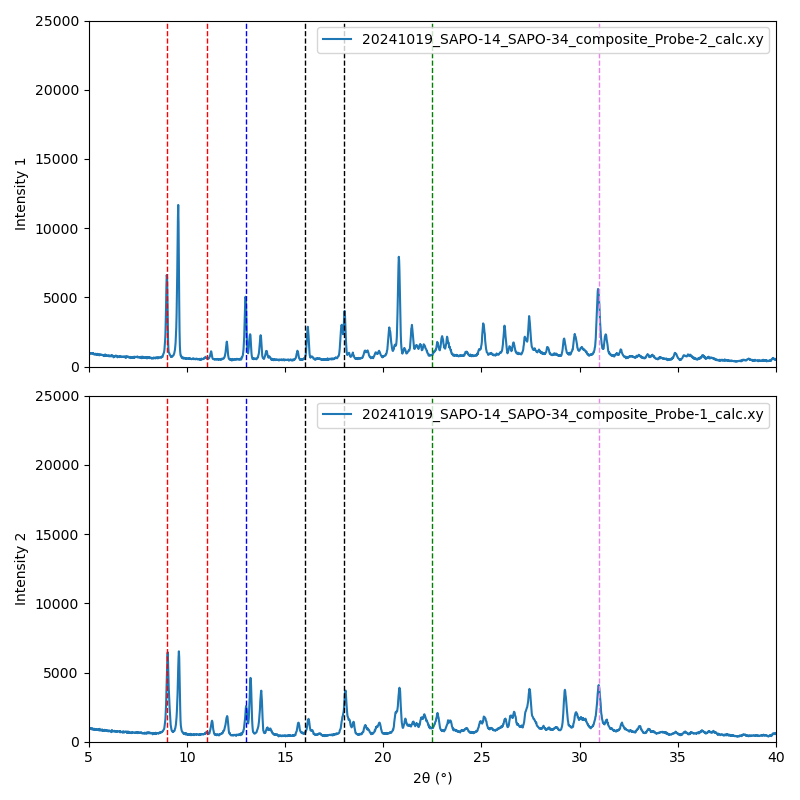 25000
20000
15000
10000
5000
0
Intensity 1
20241019_SAPO-14_SAPO-34_composite_Probe-2_calc.xy
25000
20000
15000
10000
5000
0
Intensity 2
20241019_SAPO-14_SAPO-34_composite_Probe-1_calc.xy
5 10 15 20 25 30 35 40
2θ (°)